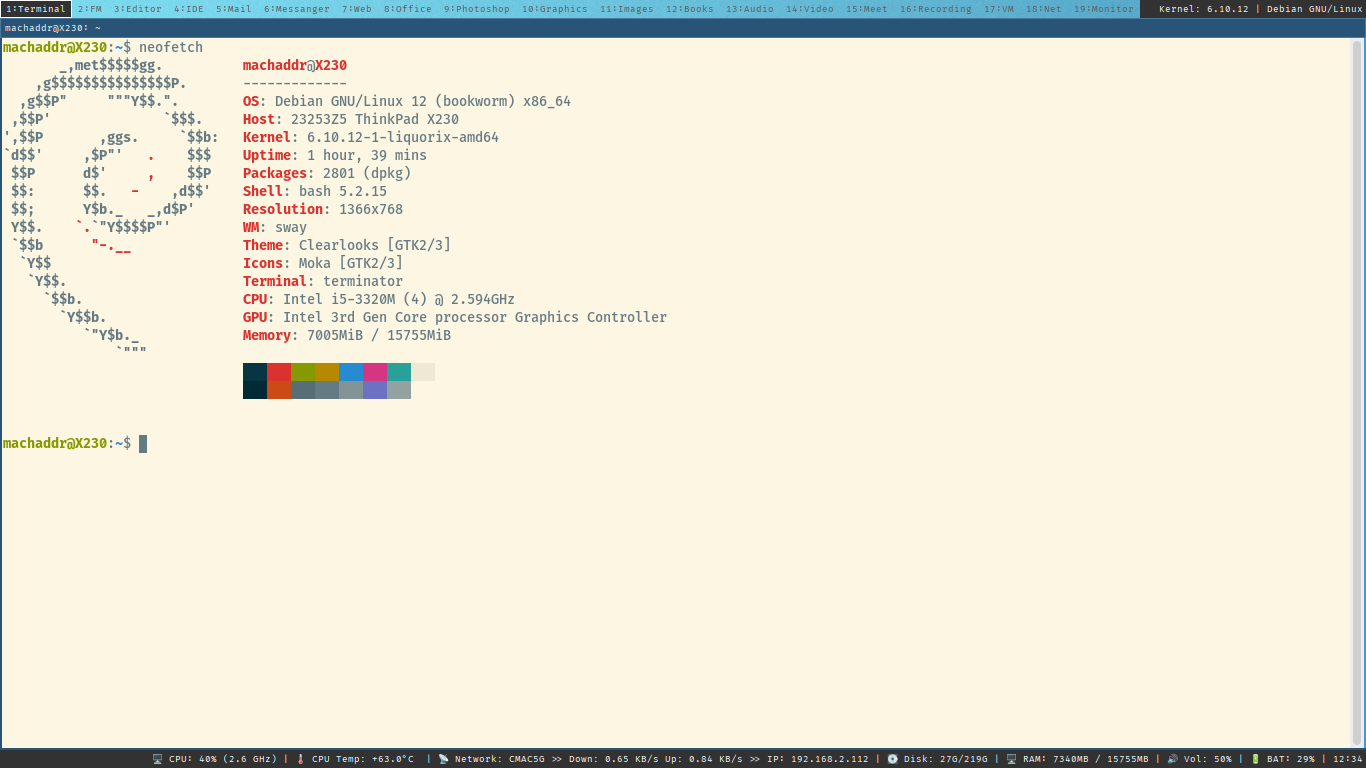 1:Terminal 2:FM 3:Editor 4:IDE 5:Mail 6:Messanger 7:Web 8:Office 9:Photoshop 10:Graphics 11:Images 12:Books 13:Audio 14:Video 15:Meet 16:Recording 17:VM 18:Net 19:Monitor Kernel: 6.10.12 | Debian GNU/Linux
machaddr@X230: ~
machaddr@X230:~$ neofetch
       _,met$$$$$gg.          machaddr@X230
    ,g$$$$$$$$$$$$$$$P.       -------------
  ,g$$P"     """Y$$.".        OS: Debian GNU/Linux 12 (bookworm) x86_64
 ,$$P'              `$$$.     Host: 23253Z5 ThinkPad X230
',$$P       ,ggs.     `$$b:   Kernel: 6.10.12-1-liquorix-amd64
`d$$'     ,$P"'   .    $$$    Uptime: 1 hour, 39 mins
 $$P      d$'     ,    $$P    Packages: 2801 (dpkg)
 $$:      $$.   -    ,d$$'    Shell: bash 5.2.15
 $$;      Y$b._   _,d$P'      Resolution: 1366x768
 Y$$.    `.`"Y$$$$P"'         WM: sway
 `$$b      "-.__              Theme: Clearlooks [GTK2/3]
  `Y$$                        Icons: Moka [GTK2/3]
   `Y$$.                      Terminal: terminator
     `$$b.                    CPU: Intel i5-3320M (4) @ 2.594GHz
       `Y$$b.                 GPU: Intel 3rd Gen Core processor Graphics Controller
          `"Y$b._             Memory: 7005MiB / 15755MiB
              `"""
machaddr@X230:~$
CPU: 40% (2.6 GHz) | CPU Temp: +63.0°C | Network: CMAC5G >> Down: 0.65 KB/s Up: 0.84 KB/s >> IP: 192.168.2.112 | Disk: 27G/219G | RAM: 7340MB / 15755MB | Vol: 50% | BAT: 29% | 12:34